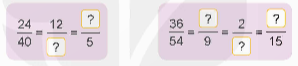 24/40 = 12/? = ?/5
36/54 = ?/9 = 2/? = ?/15